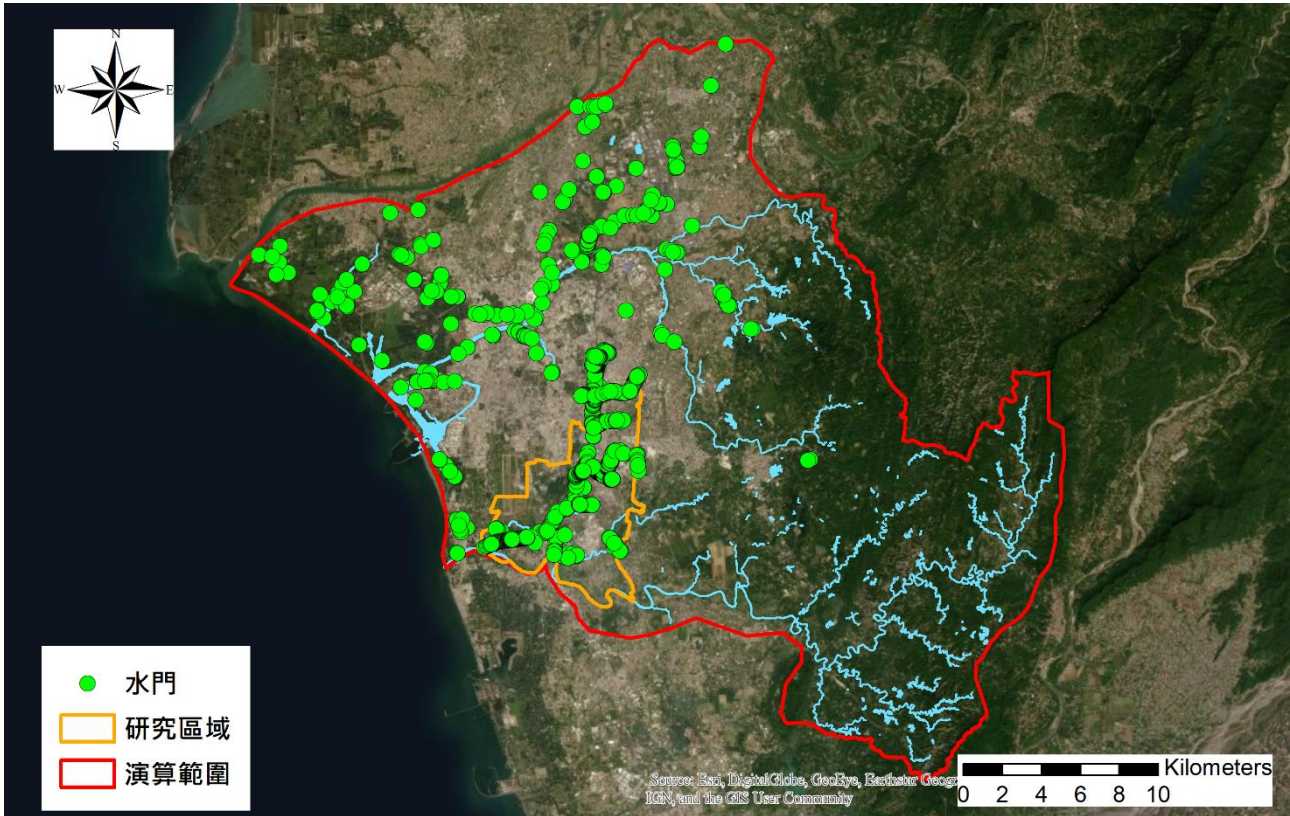 N
W E
S
水門
研究區域
演算範圍
Source: Esri, DigitalGlobe, GeoEye, Earthstar Geogr
IGN, and the GIS User Community
Kilometers
0 2 4 6 8 10